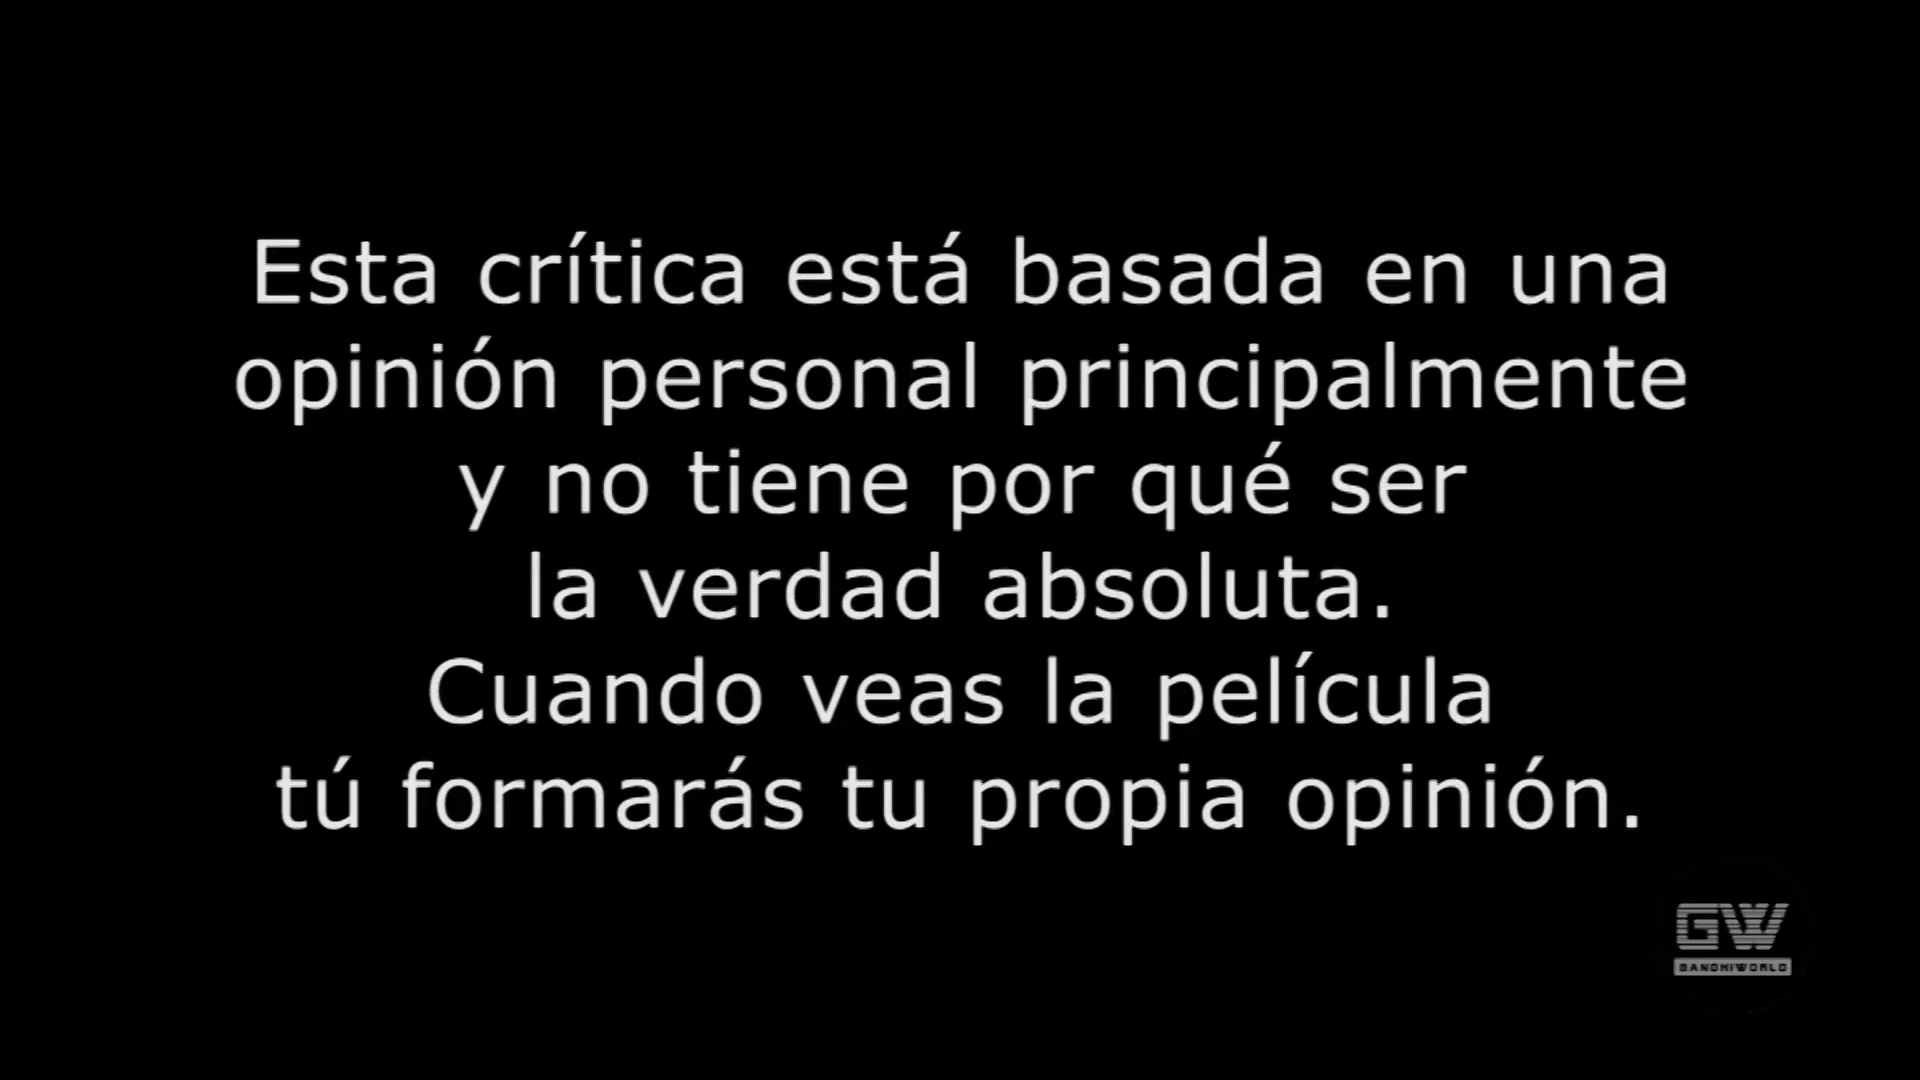 Esta crítica está basada en una
opinión personal principalmente
y no tiene por qué ser
la verdad absoluta.
Cuando veas la película
tú formarás tu propia opinión.
GW
GANDHIWORLD